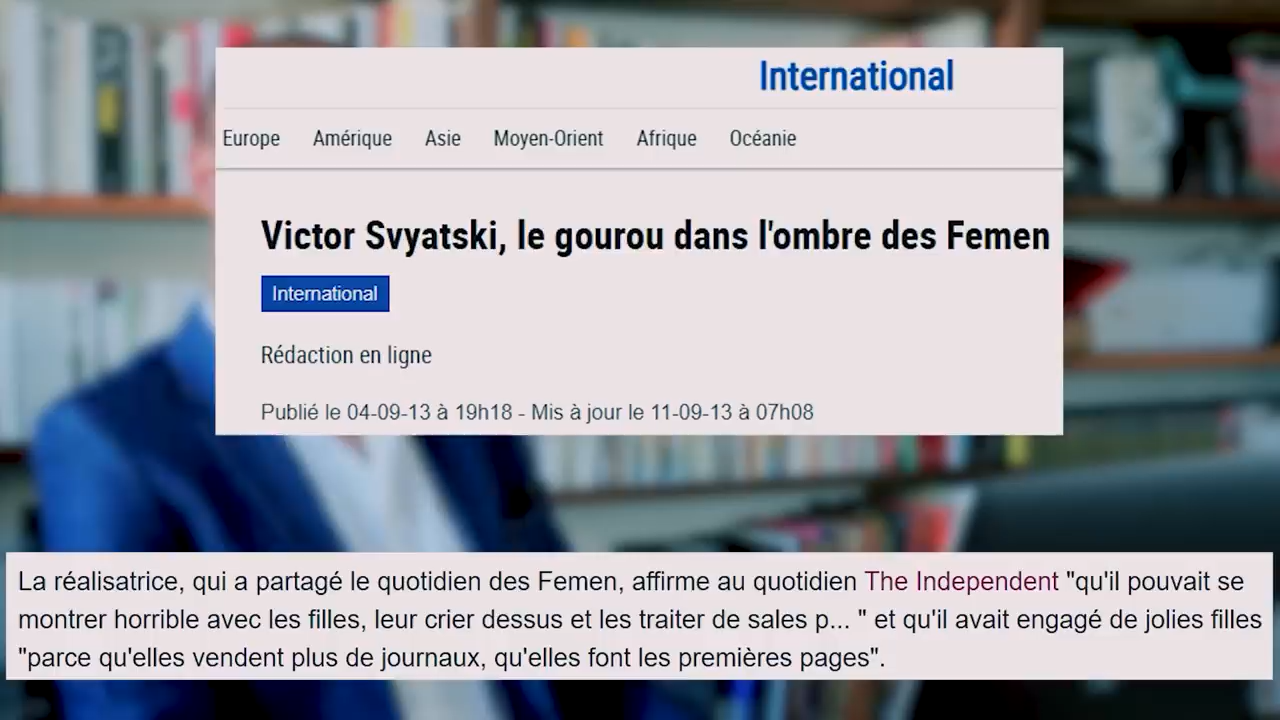 International
Europe Amérique Asie Moyen-Orient Afrique Océanie
Victor Svyatski, le gourou dans l'ombre des Femen
International
Rédaction en ligne
Publié le 04-09-13 à 19h18 - Mis à jour le 11-09-13 à 07h08
La réalisatrice, qui a partagé le quotidien des Femen, affirme au quotidien The Independent "qu'il pouvait se
montrer horrible avec les filles, leur crier dessus et les traiter de sales p... " et qu'il avait engagé de jolies filles
"parce qu'elles vendent plus de journaux, qu'elles font les premières pages".